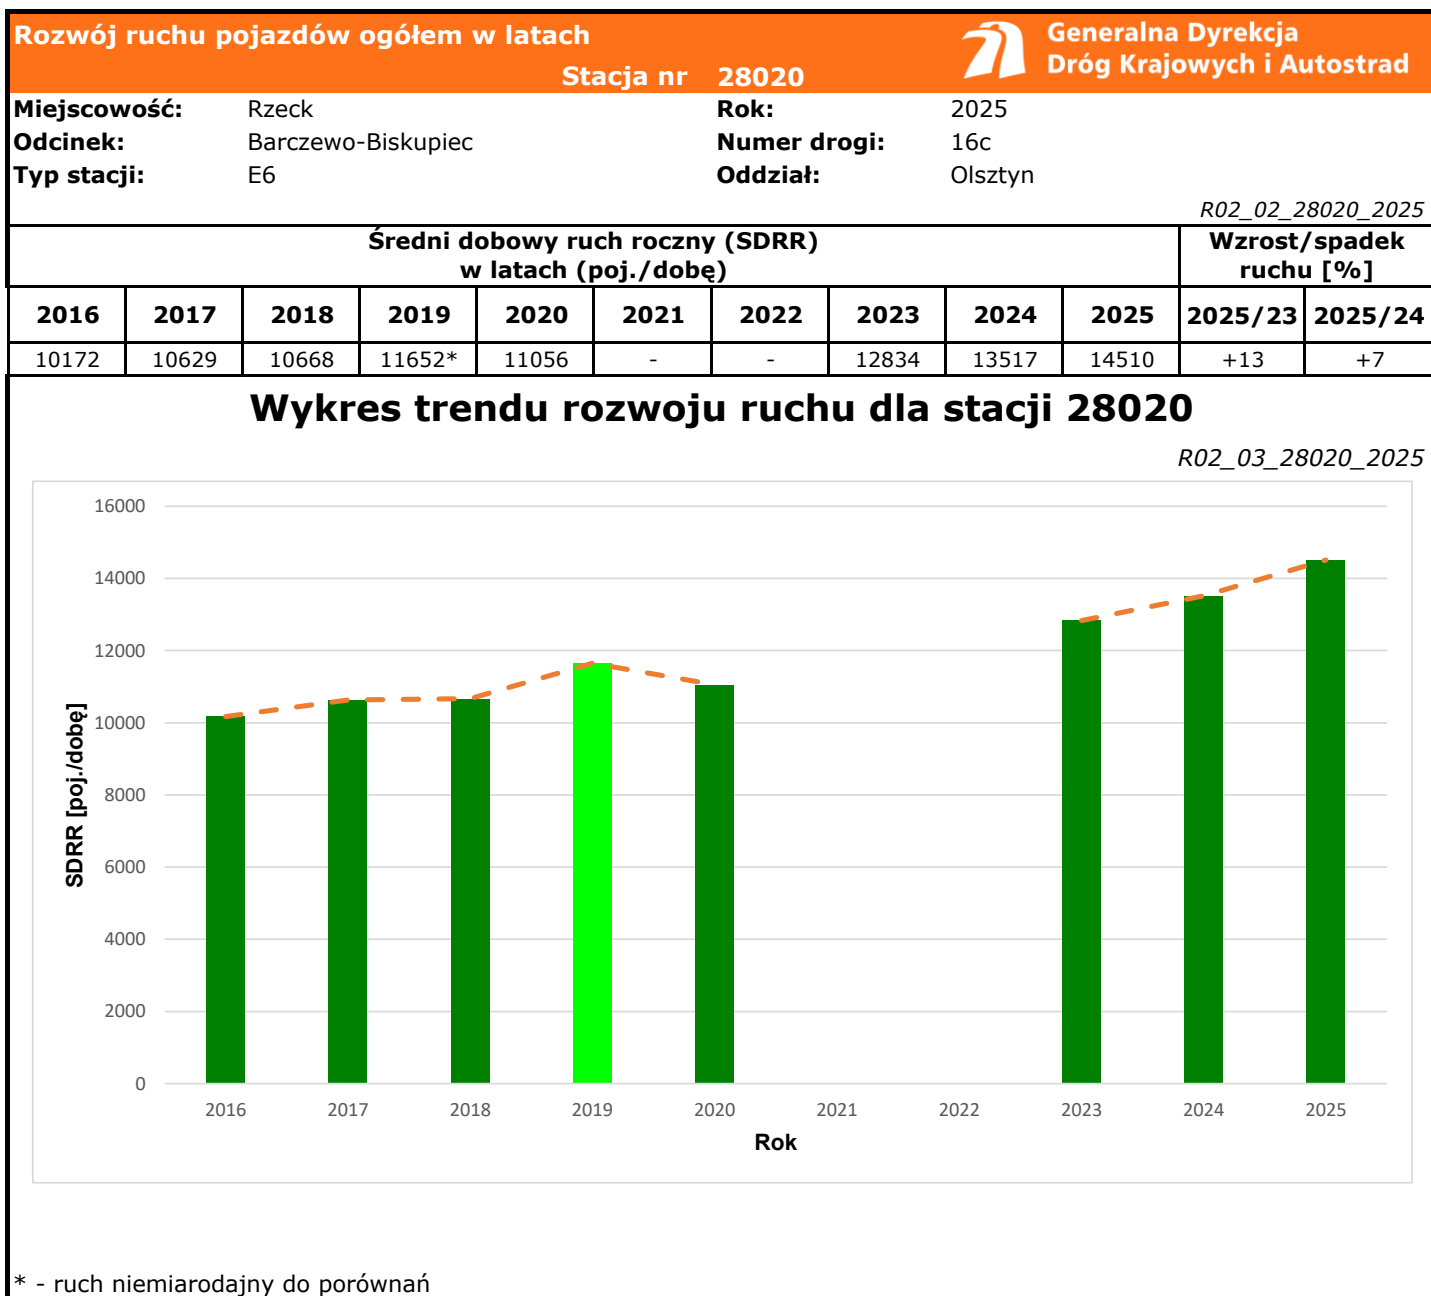 Rozwój ruchu pojazdów ogółem w latach
Generalna Dyrekcja
Dróg Krajowych i Autostrad
Stacja nr 28020
Miejscowość: Rzeck Rok: 2025
Odcinek: Barczewo-Biskupiec Numer drogi: 16c
Typ stacji: E6 Oddział: Olsztyn
R02_02_28020_2025
Średni dobowy ruch roczny (SDRR)
w latach (poj./dobę)
Wzrost/spadek
ruchu [%]
2016 2017 2018 2019 2020 2021 2022 2023 2024 2025 2025/23 2025/24
10172 10629 10668 11652* 11056 - - 12834 13517 14510 +13 +7
Wykres trendu rozwoju ruchu dla stacji 28020
R02_03_28020_2025
16000
14000
12000
10000
8000
6000
4000
2000
0
SDRR [poj./dobę]
2016 2017 2018 2019 2020 2021 2022 2023 2024 2025
Rok
* - ruch niemiarodajny do porównań